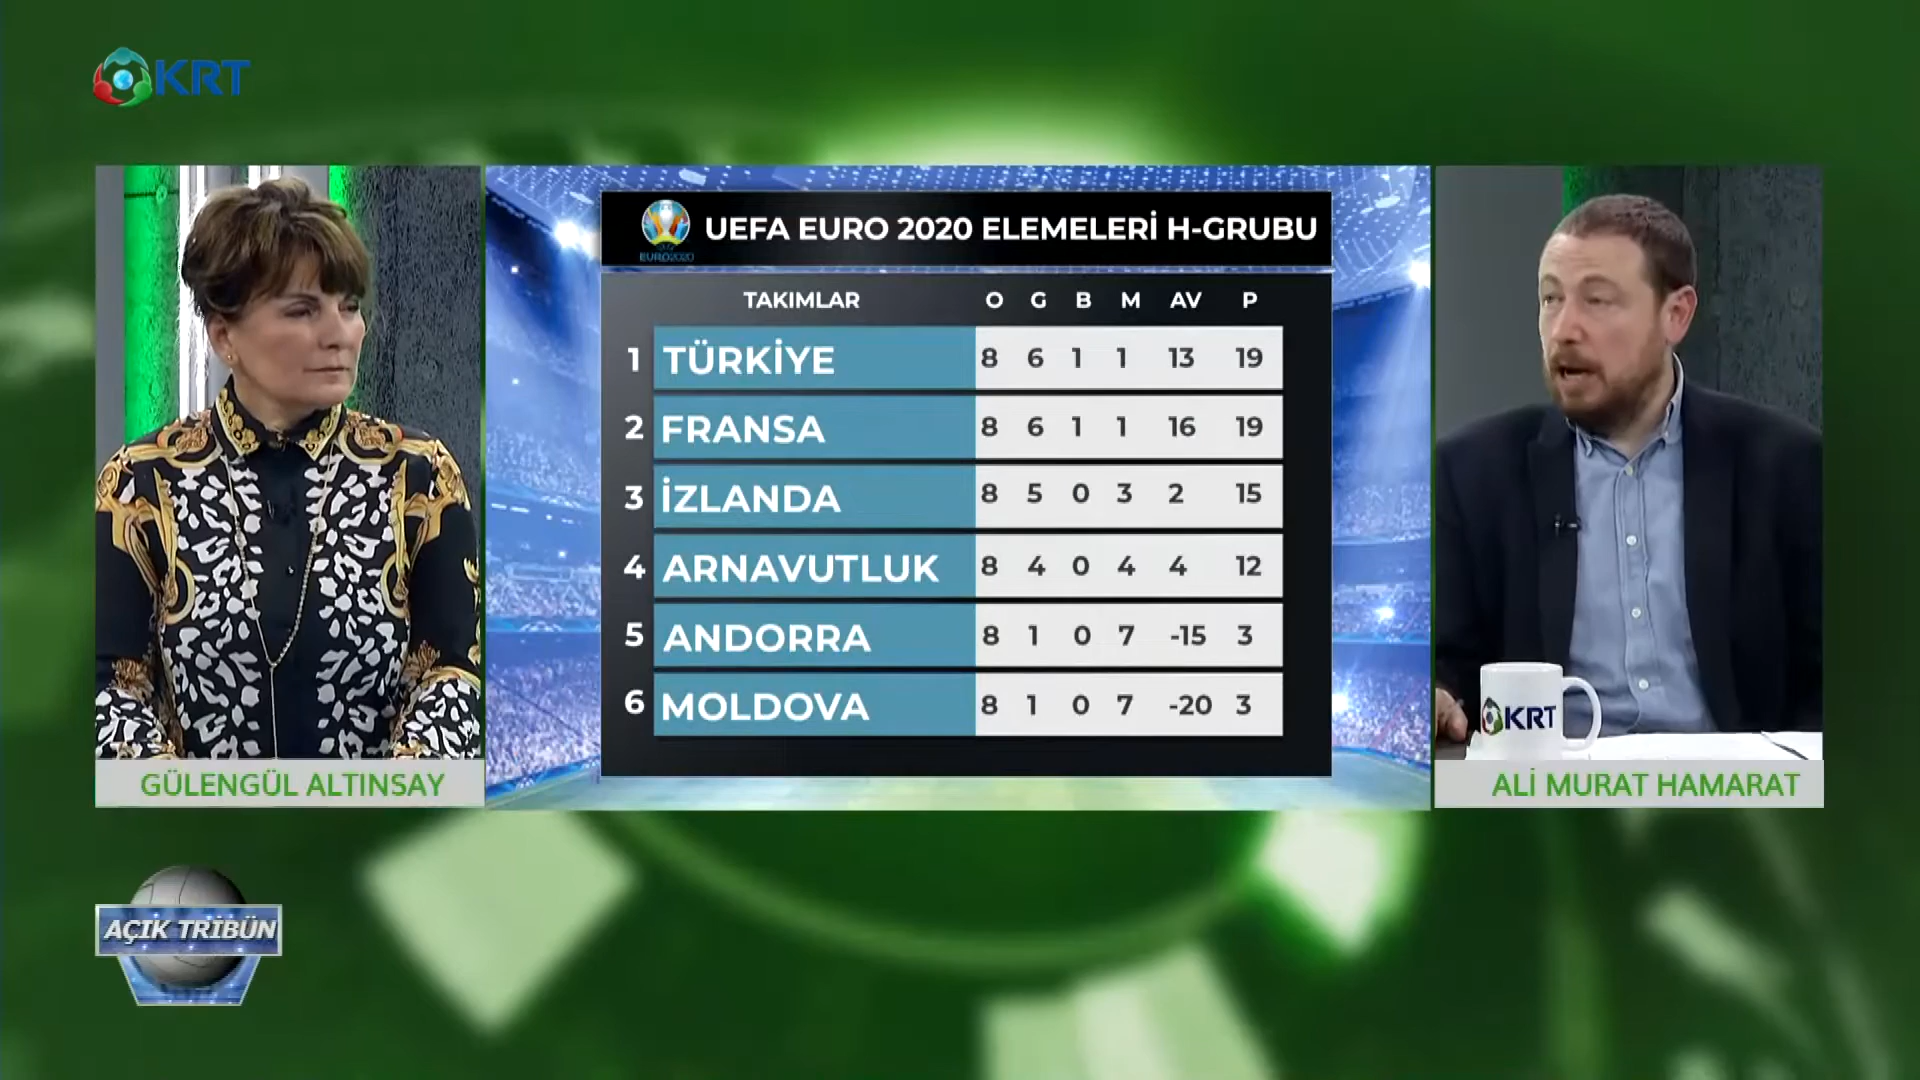 KRT
EURO2020
UEFA EURO 2020 ELEMELERİ H-GRUBU
TAKIMLAR O G B M AV P
1 TÜRKİYE 8 6 1 1 13 19
2 FRANSA 8 6 1 1 16 19
3 İZLANDA 8 5 0 3 2 15
4 ARNAVUTLUK 8 4 0 4 4 12
5 ANDORRA 8 1 0 7 -15 3
6 MOLDOVA 8 1 0 7 -20 3
KRT
GÜLENGÜL ALTINSAY
ALİ MURAT HAMARAT
AÇIK TRİBÜN